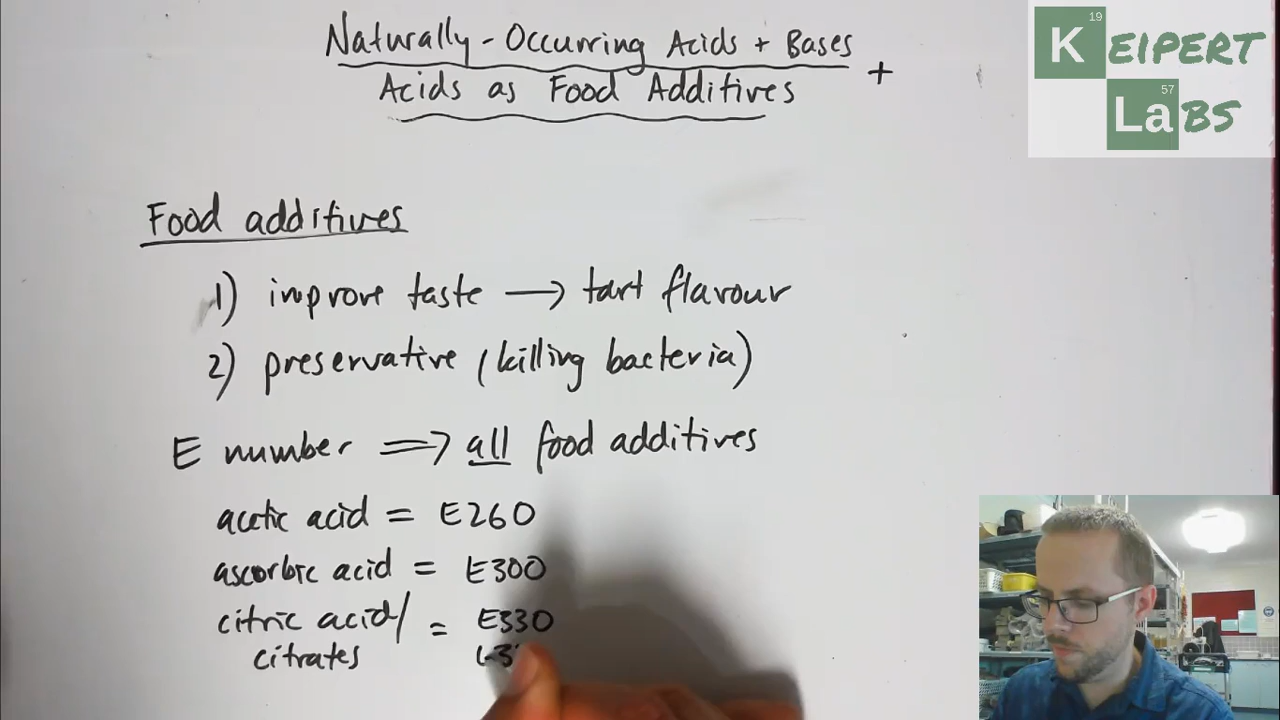 Naturally-Occurring Acids + Bases
Acids as Food Additives +
19
KEIPERT
57
LaBS
Food additives
1) improve taste → tart flavour
2) preservative (killing bacteria)
E number ⟹ all food additives
acetic acid = E260
ascorbic acid = E300
citric acid/ = E330
citrates